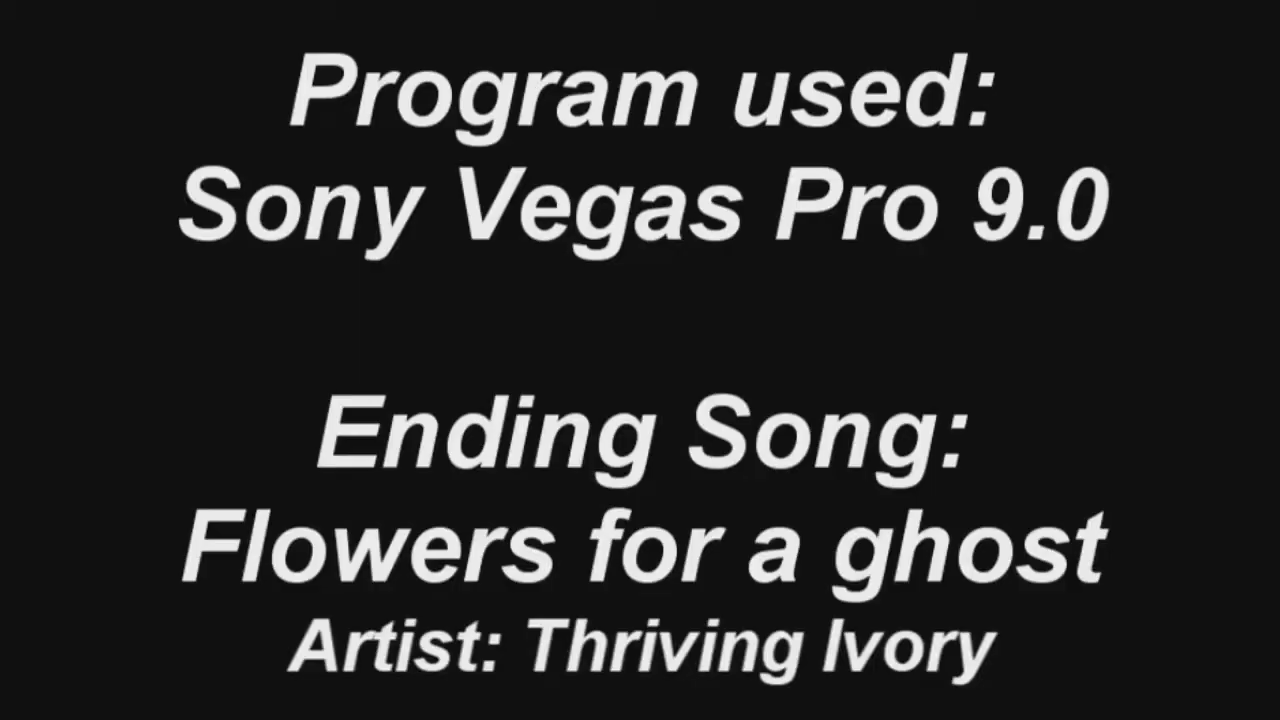 Program used:
Sony Vegas Pro 9.0
Ending Song:
Flowers for a ghost
Artist: Thriving Ivory